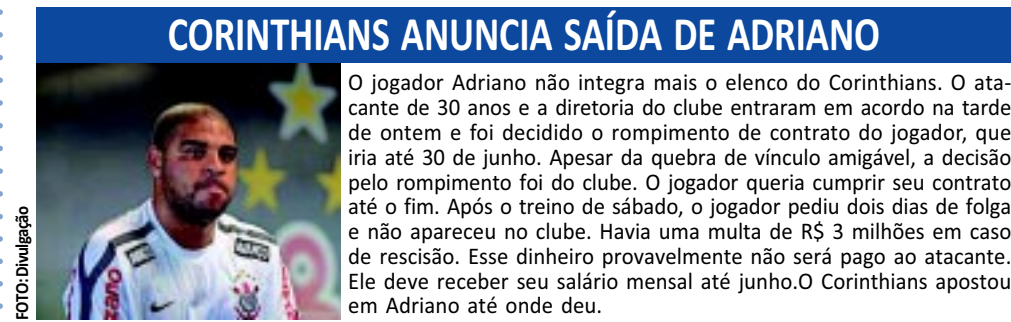 CORINTHIANS ANUNCIA SAÍDA DE ADRIANO
O jogador Adriano não integra mais o elenco do Corinthians. O ata-
cante de 30 anos e a diretoria do clube entraram em acordo na tarde
de ontem e foi decidido o rompimento de contrato do jogador, que
iria até 30 de junho. Apesar da quebra de vínculo amigável, a decisão
pelo rompimento foi do clube. O jogador queria cumprir seu contrato
até o fim. Após o treino de sábado, o jogador pediu dois dias de folga
e não apareceu no clube. Havia uma multa de R$ 3 milhões em caso
de rescisão. Esse dinheiro provavelmente não será pago ao atacante.
Ele deve receber seu salário mensal até junho.O Corinthians apostou
em Adriano até onde deu.
FOTO: Divulgação